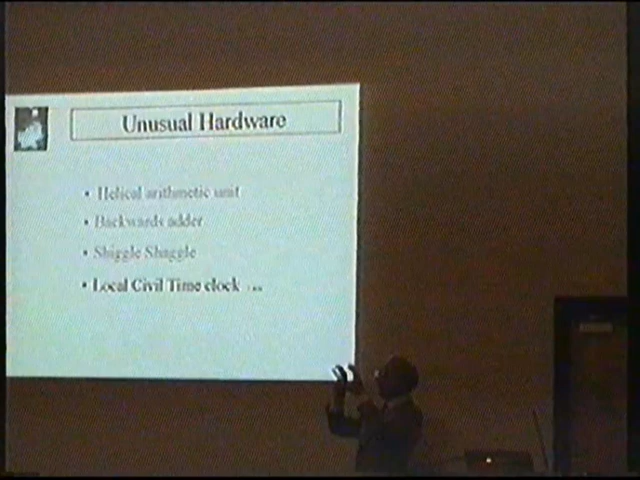 Unusual Hardware
• Helical arithmetic unit
• Backwards adder
• Shiggle Shaggle
• Local Civil Time clock ...